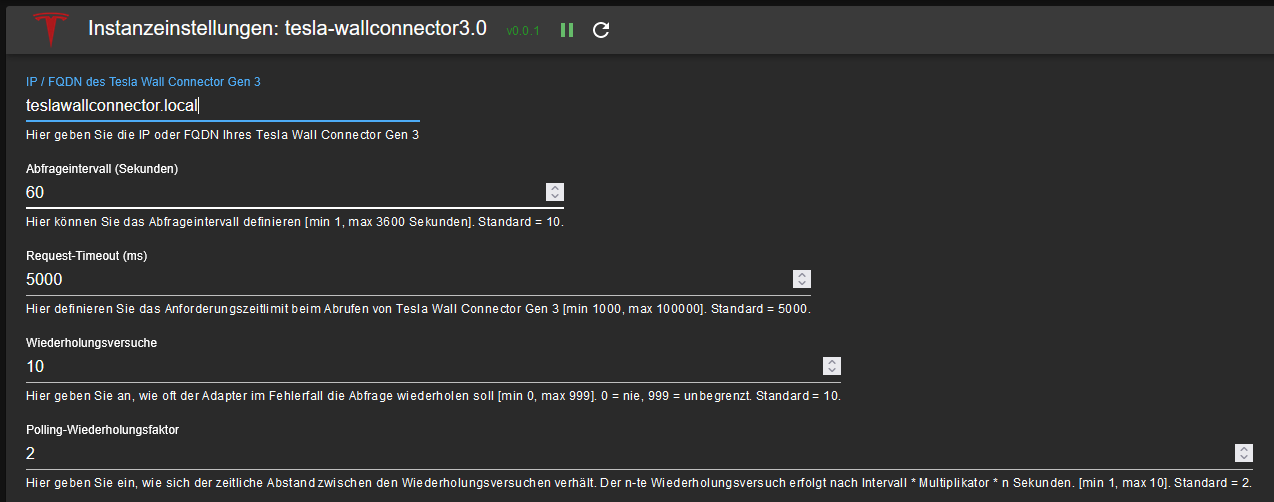 Instanzeinstellungen: tesla-wallconnector3.0 v0.0.1
IP / FQDN des Tesla Wall Connector Gen 3
teslawallconnector.local
Hier geben Sie die IP oder FQDN Ihres Tesla Wall Connector Gen 3
Abfrageintervall (Sekunden)
60
Hier können Sie das Abfrageintervall definieren [min 1, max 3600 Sekunden]. Standard = 10.
Request-Timeout (ms)
5000
Hier definieren Sie das Anforderungszeitlimit beim Abrufen von Tesla Wall Connector Gen 3 [min 1000, max 100000]. Standard = 5000.
Wiederholungsversuche
10
Hier geben Sie an, wie oft der Adapter im Fehlerfall die Abfrage wiederholen soll [min 0, max 999]. 0 = nie, 999 = unbegrenzt. Standard = 10.
Polling-Wiederholungsfaktor
2
Hier geben Sie ein, wie sich der zeitliche Abstand zwischen den Wiederholungsversuchen verhält. Der n-te Wiederholungsversuch erfolgt nach Intervall * Multiplikator * n Sekunden. [min 1, max 10]. Standard = 2.